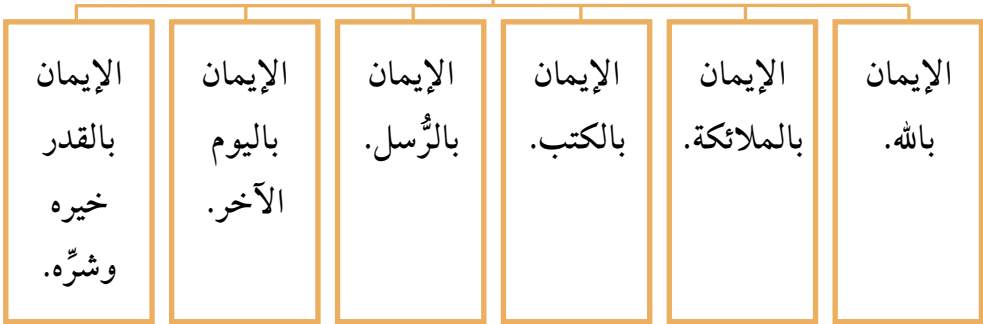 الإيمان
بالله.
الإيمان
بالملائكة.
الإيمان
بالكتب.
الإيمان
بالرُّسل.
الإيمان
باليوم
الآخر.
الإيمان
بالقدر
خيره
وشرِّه.